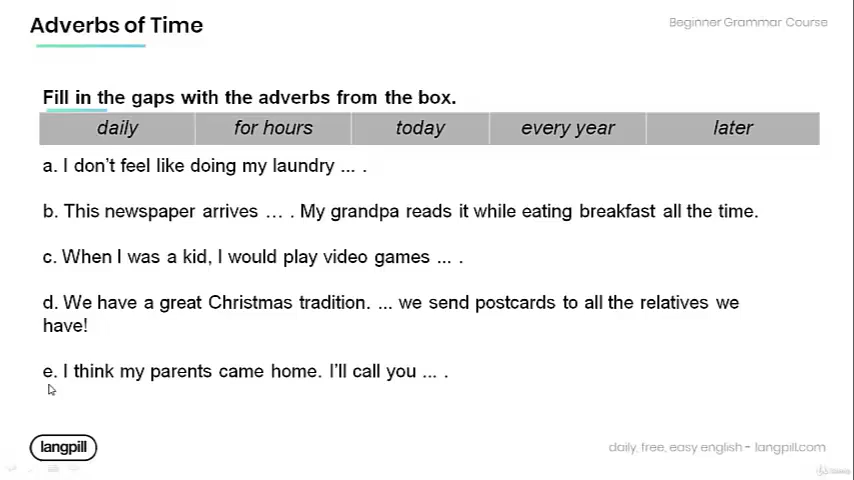 Adverbs of Time
Beginner Grammar Course
Fill in the gaps with the adverbs from the box.
daily for hours today every year later
a. I don't feel like doing my laundry ... .
b. This newspaper arrives … . My grandpa reads it while eating breakfast all the time.
c. When I was a kid, I would play video games ... .
d. We have a great Christmas tradition. ... we send postcards to all the relatives we
have!
e. I think my parents came home. I'll call you ... .
langpill
daily, free, easy english - langpill.com